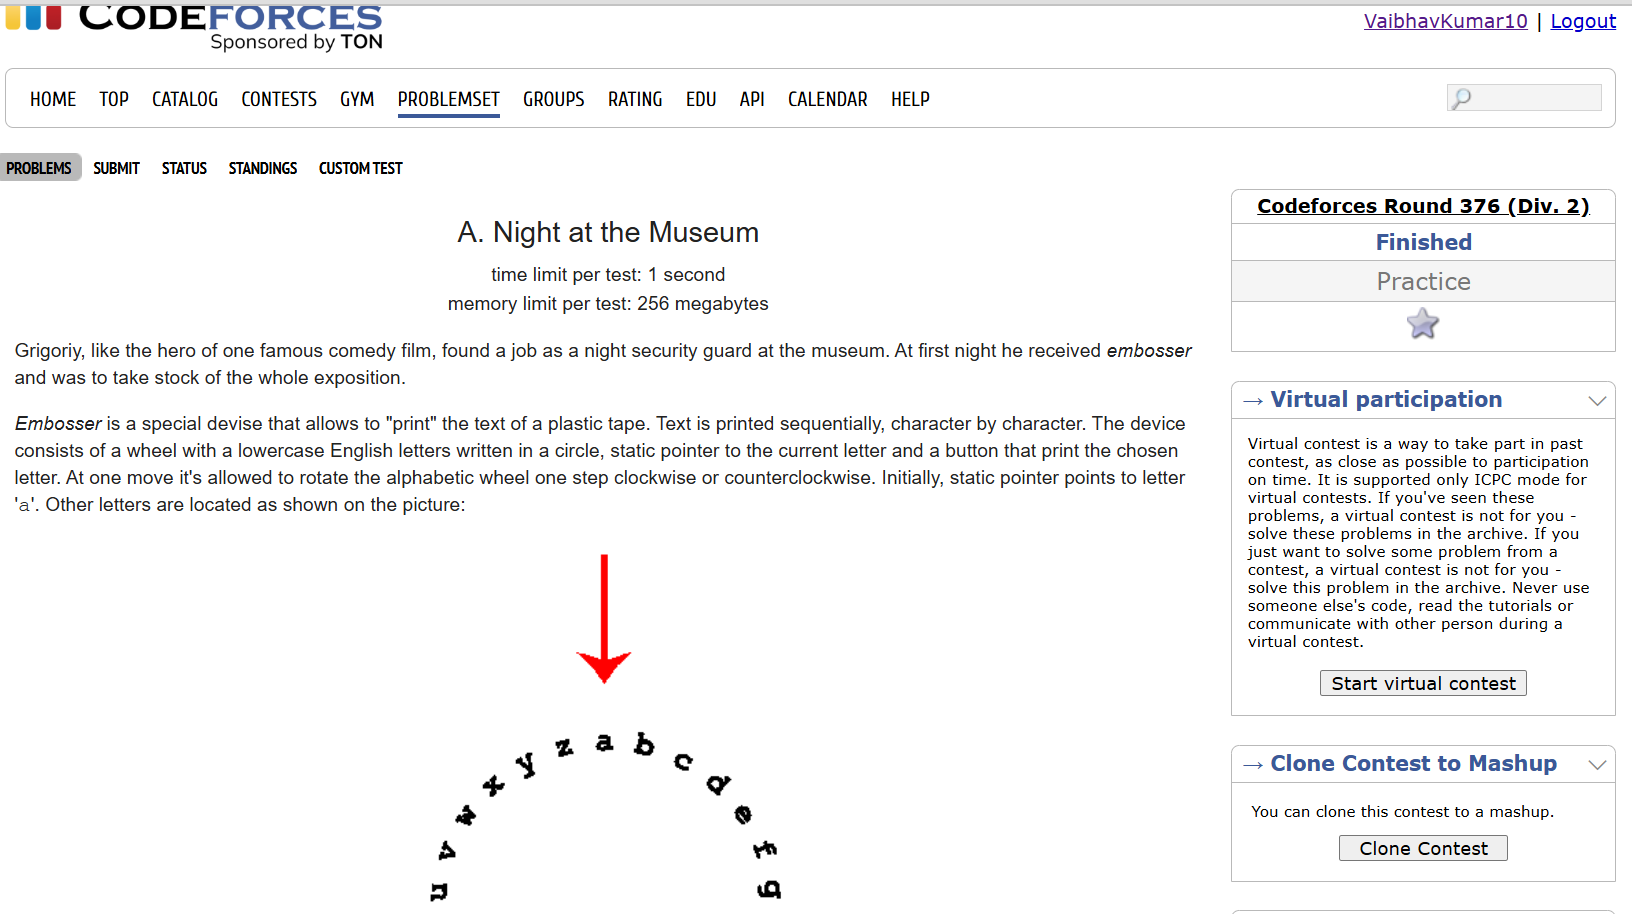 CODEFORCES
Sponsored by TON
VaibhavKumar10 | Logout
HOME TOP CATALOG CONTESTS GYM PROBLEMSET GROUPS RATING EDU API CALENDAR HELP
PROBLEMS SUBMIT STATUS STANDINGS CUSTOM TEST
A. Night at the Museum
time limit per test: 1 second
memory limit per test: 256 megabytes
Grigoriy, like the hero of one famous comedy film, found a job as a night security guard at the museum. At first night he received embosser
and was to take stock of the whole exposition.
Embosser is a special devise that allows to "print" the text of a plastic tape. Text is printed sequentially, character by character. The device
consists of a wheel with a lowercase English letters written in a circle, static pointer to the current letter and a button that print the chosen
letter. At one move it's allowed to rotate the alphabetic wheel one step clockwise or counterclockwise. Initially, static pointer points to letter
'a'. Other letters are located as shown on the picture:
u v w x y z a b c d e f g
Codeforces Round 376 (Div. 2)
Finished
Practice
→ Virtual participation
Virtual contest is a way to take part in past
contest, as close as possible to participation
on time. It is supported only ICPC mode for
virtual contests. If you've seen these
problems, a virtual contest is not for you -
solve these problems in the archive. If you
just want to solve some problem from a
contest, a virtual contest is not for you -
solve this problem in the archive. Never use
someone else's code, read the tutorials or
communicate with other person during a
virtual contest.
Start virtual contest
→ Clone Contest to Mashup
You can clone this contest to a mashup.
Clone Contest